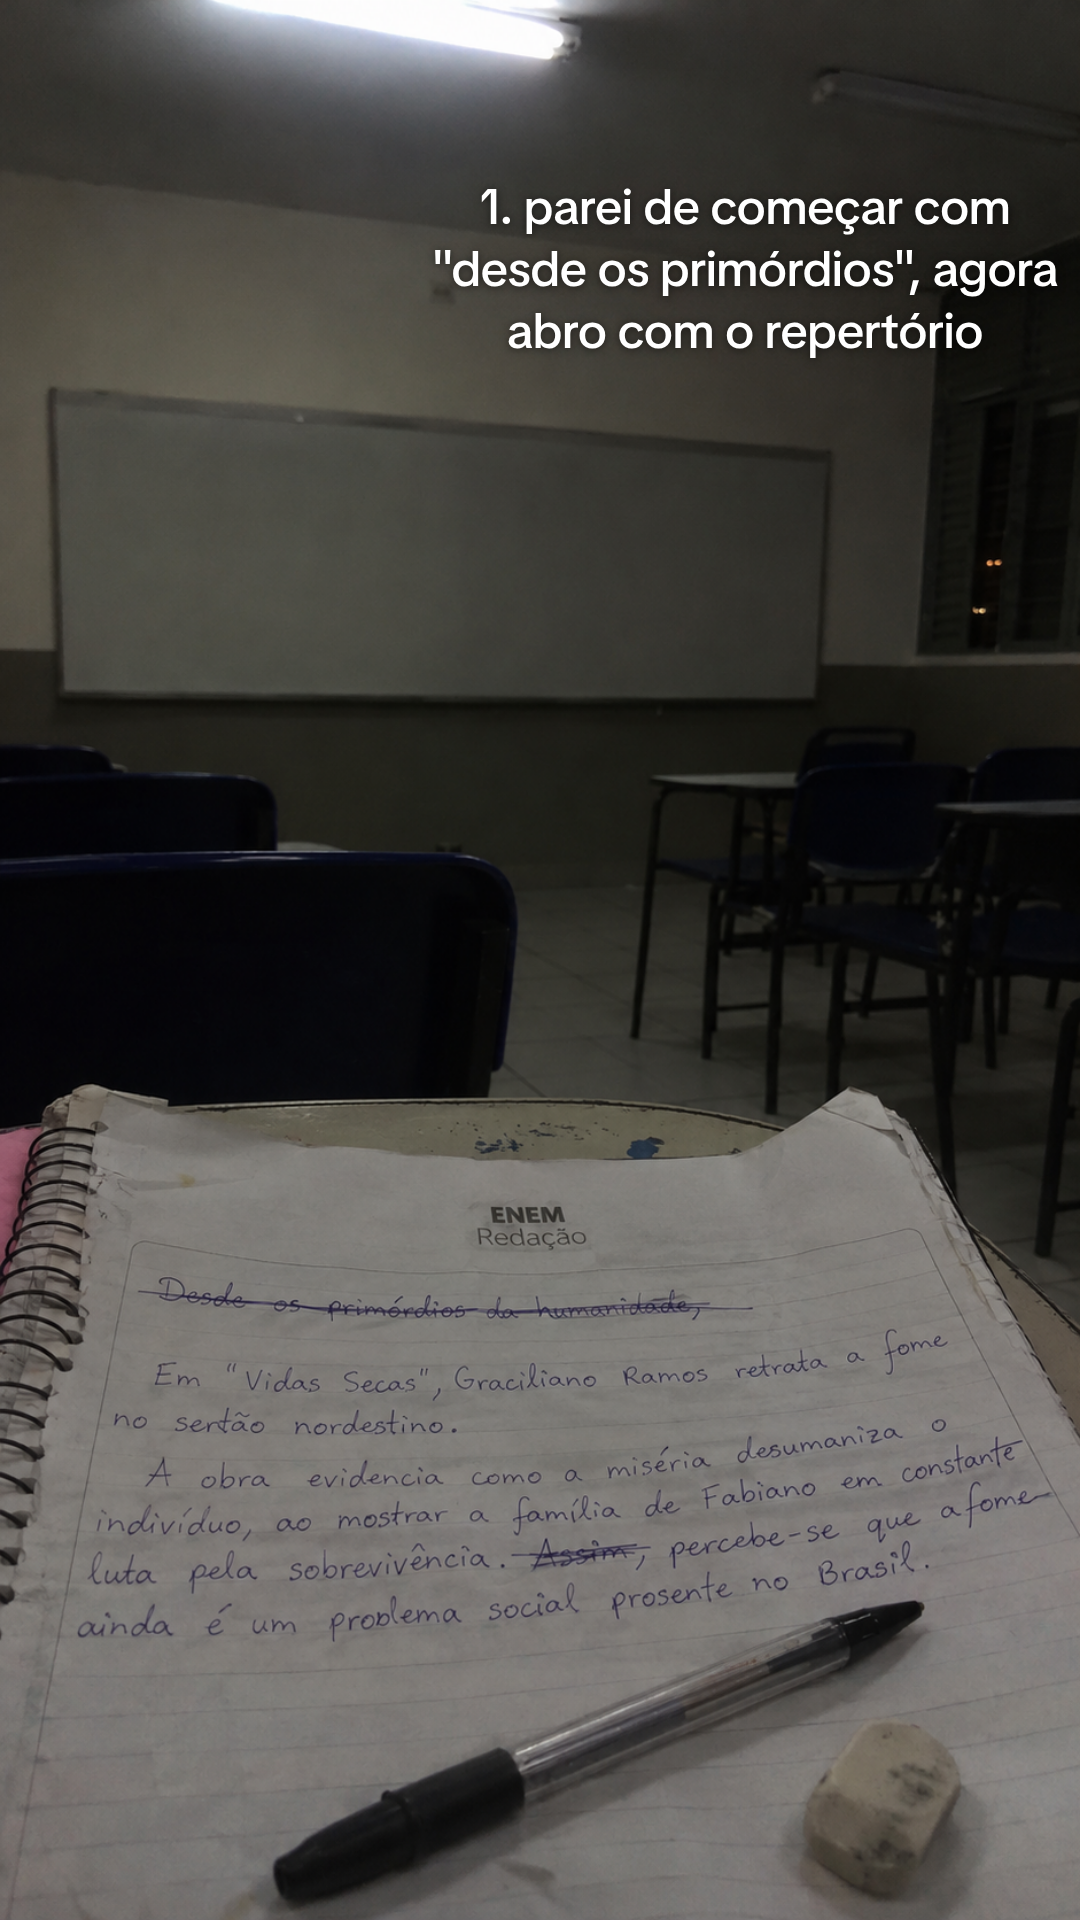 1. parei de começar com
"desde os primórdios", agora
abro com o repertório
ENEM
Redação
Desde os primórdios da humanidade,
Em "Vidas Secas", Graciliano Ramos retrata a fome
no sertão nordestino.
A obra evidencia como a miséria desumaniza o
indivíduo, ao mostrar a família de Fabiano em constante
luta pela sobrevivência. Assim, percebe-se que a fome
ainda é um problema social prosente no Brasil.